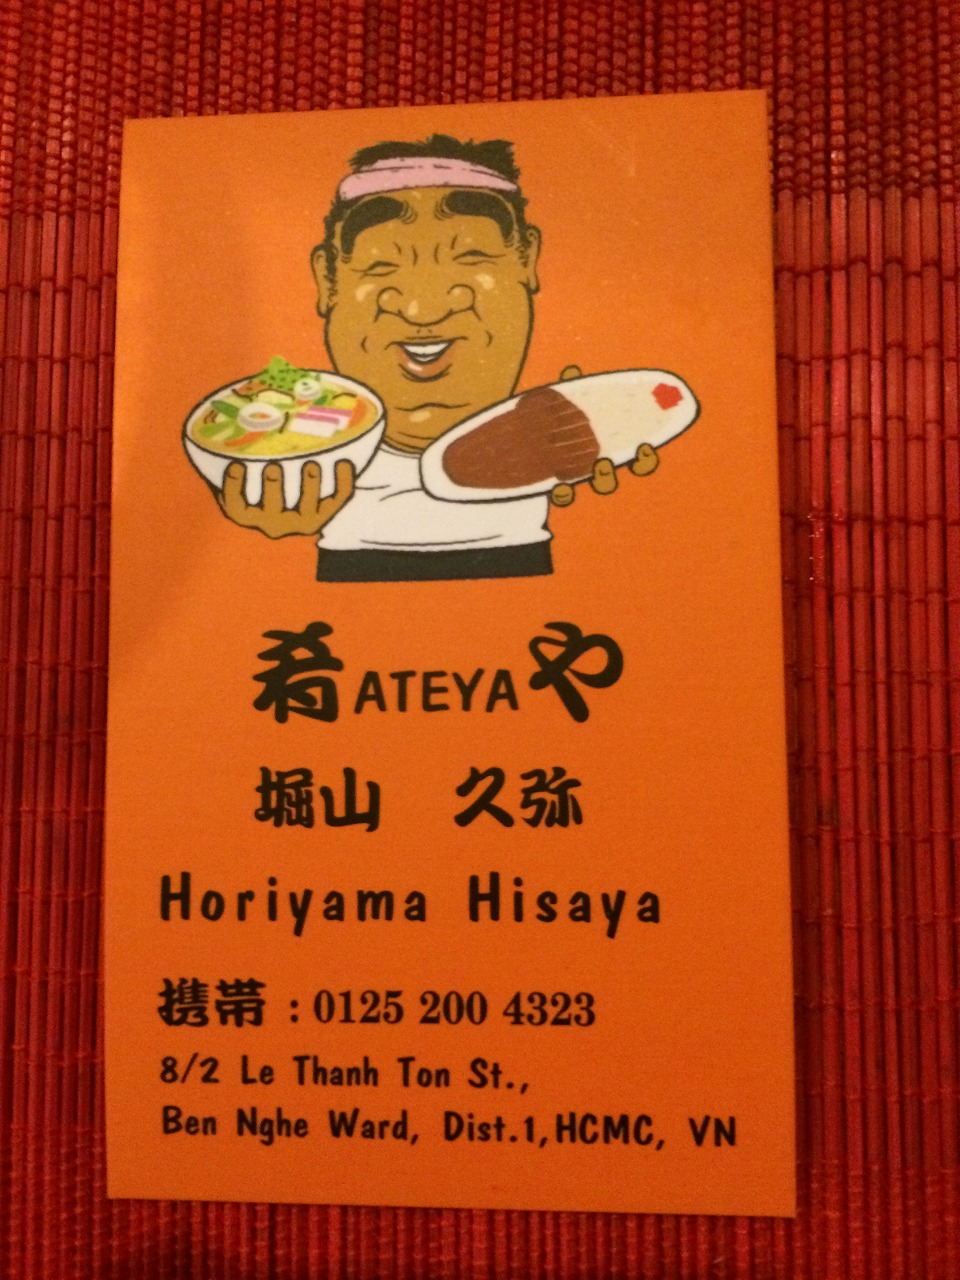 肴ATEYAや
堀山 久弥
Horiyama Hisaya
携帯 : 0125 200 4323
8/2 Le Thanh Ton St.,
Ben Nghe Ward, Dist.1,HCMC, VN